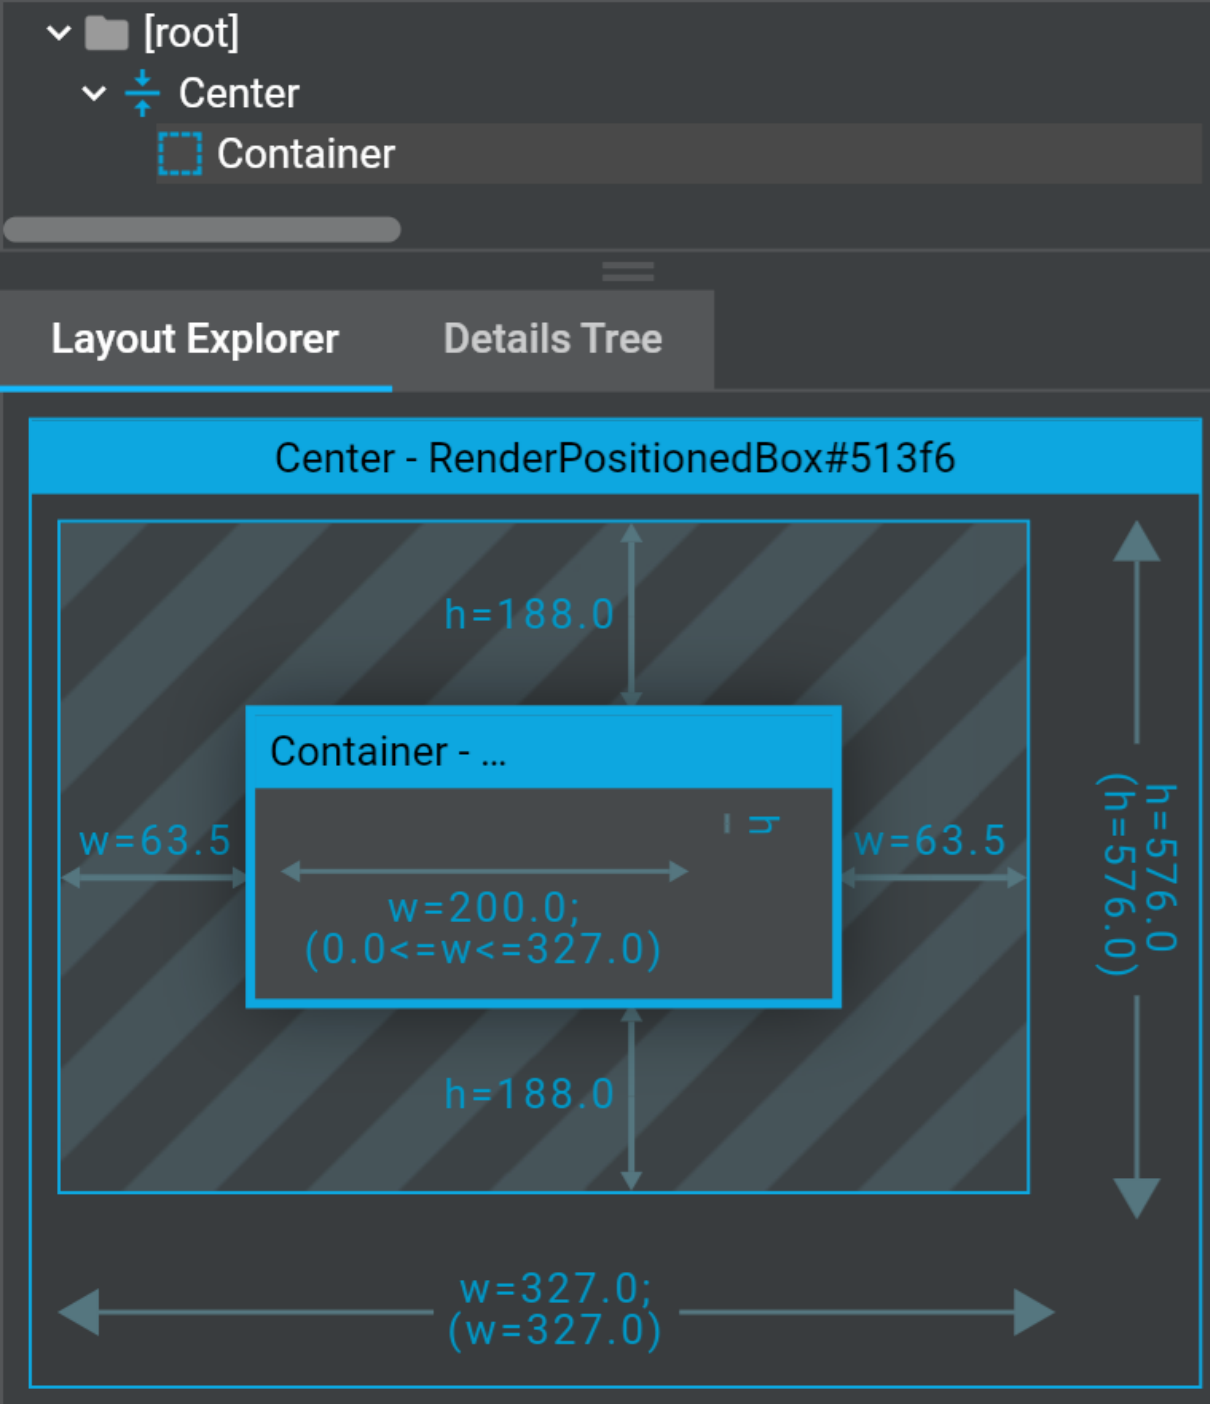 [root]
Center
Container
Layout Explorer
Details Tree
Center - RenderPositionedBox#513f6
h=188.0
Container - ...
h
w=63.5
w=63.5
w=200.0;
(0.0<=w<=327.0)
h=576.0
(h=576.0)
h=188.0
w=327.0;
(w=327.0)